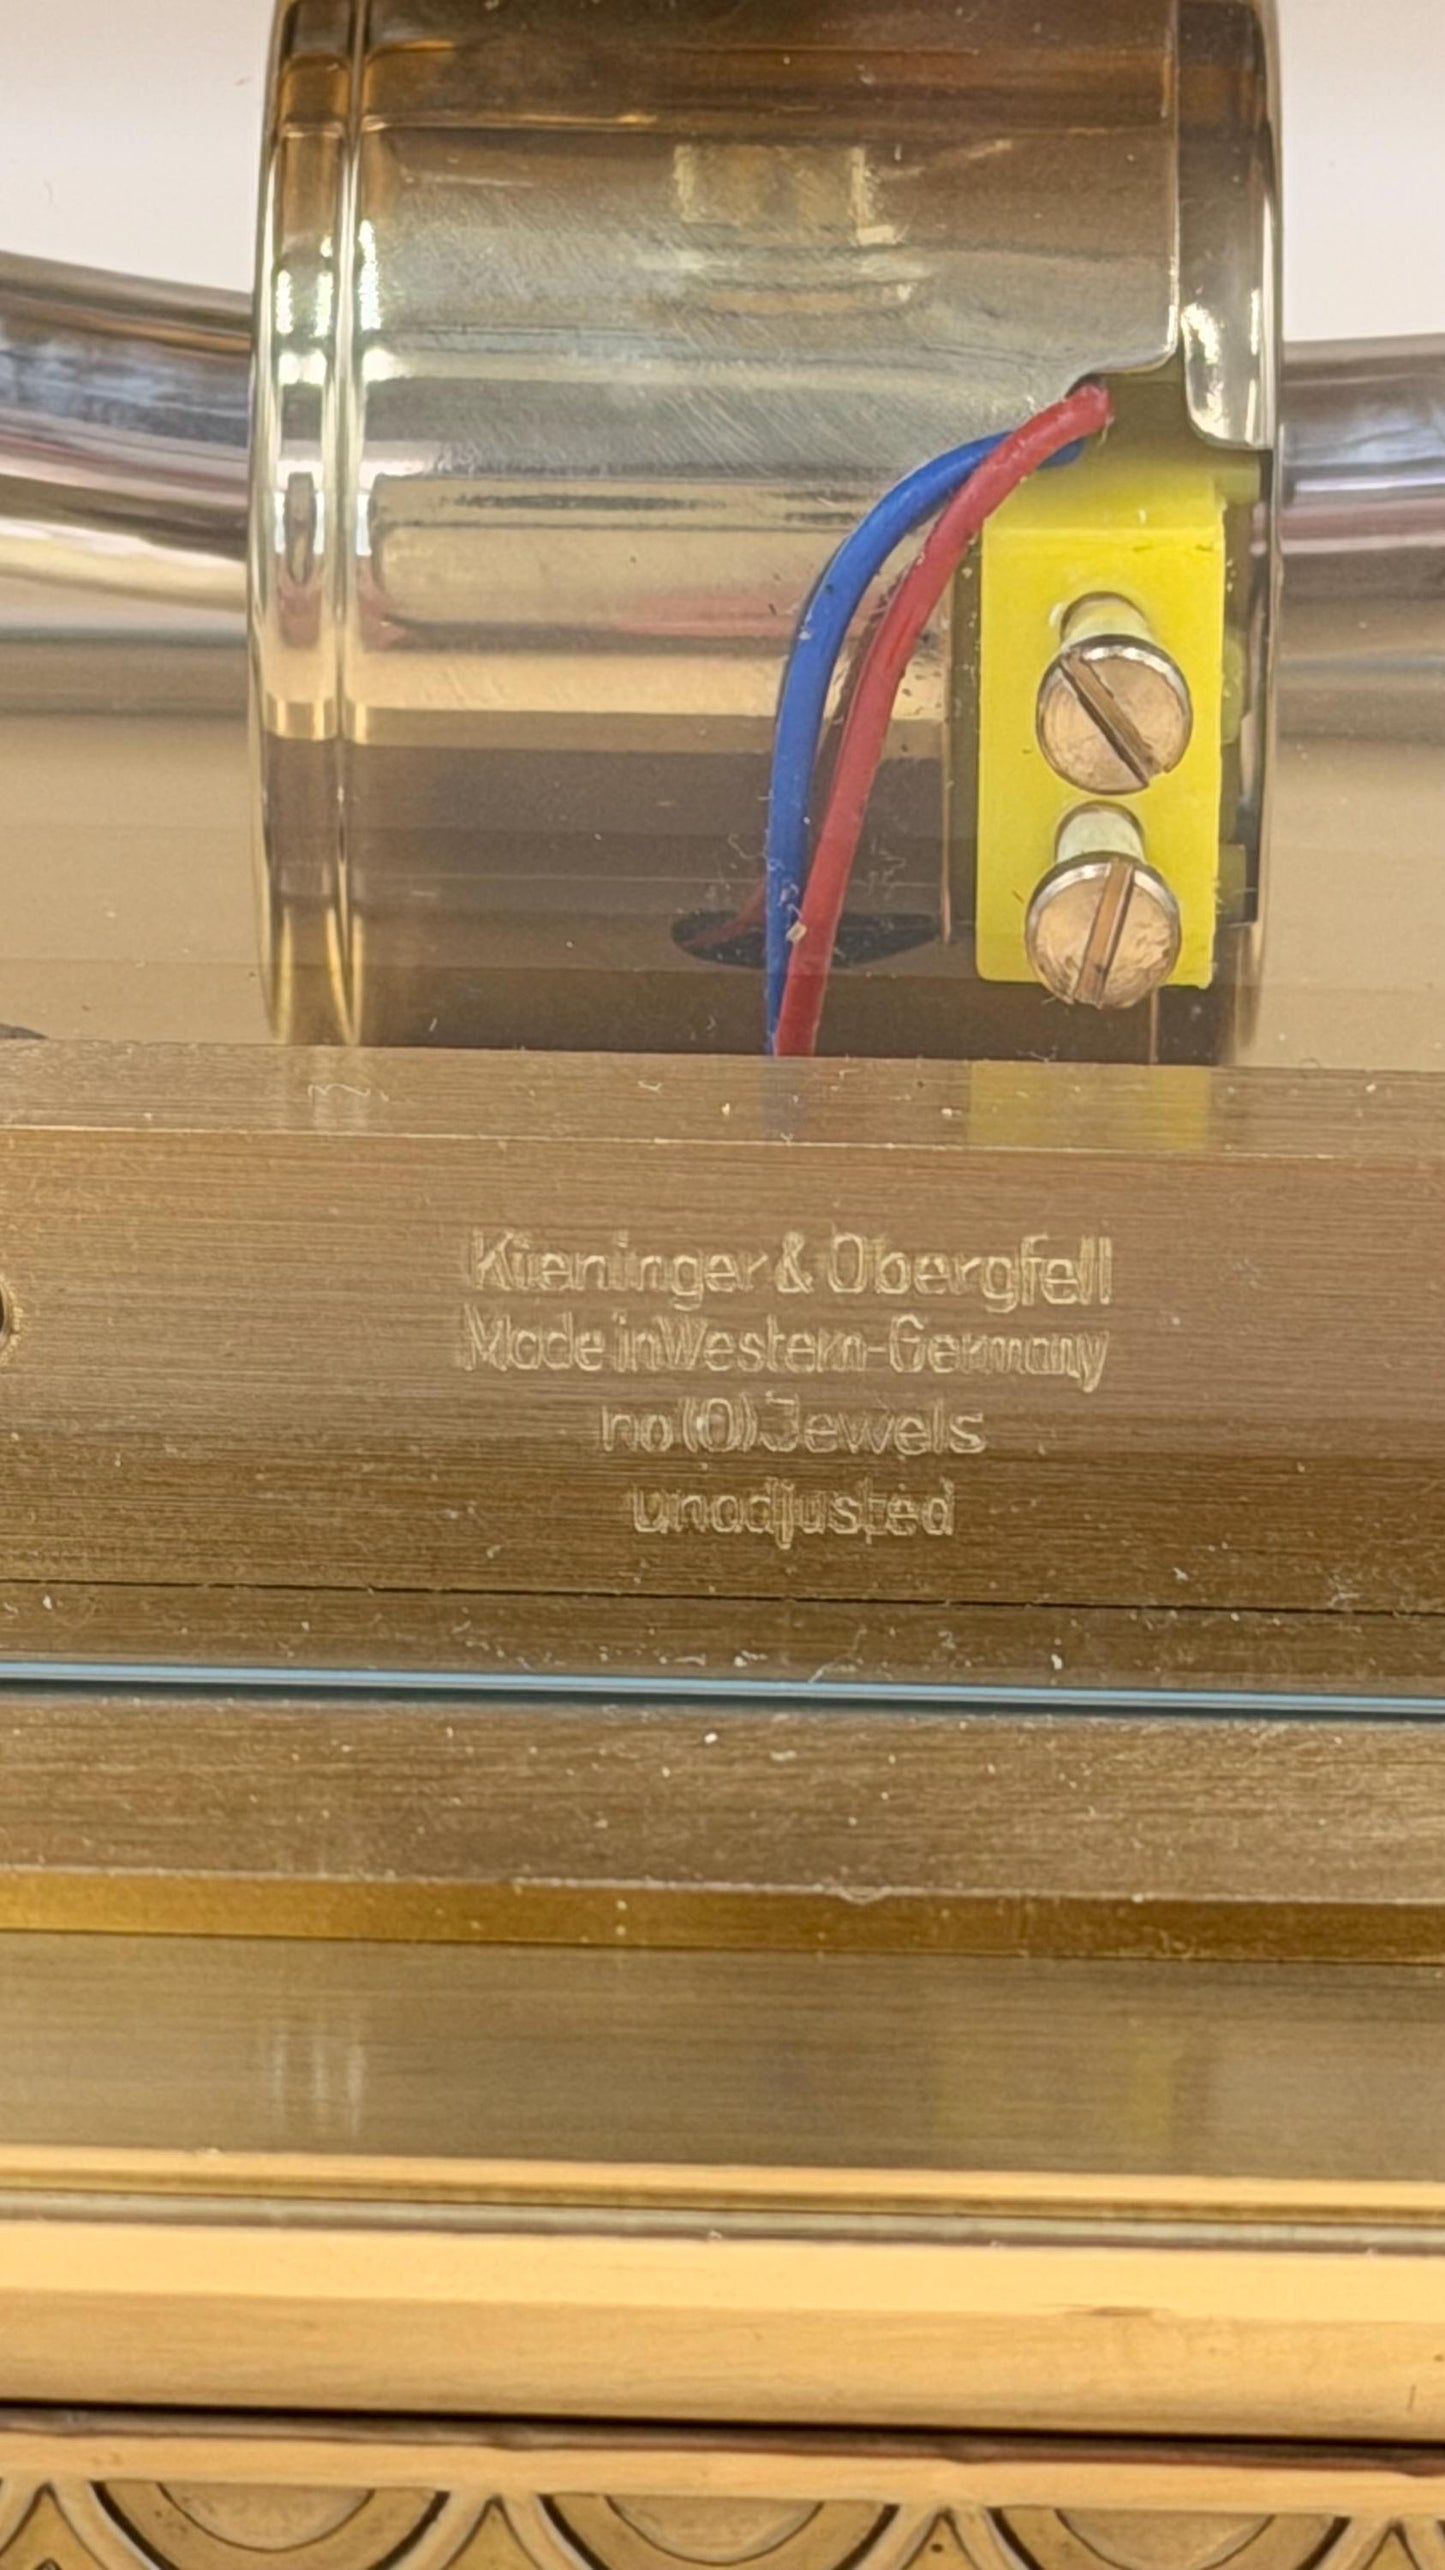 Kieninger & Obergfell
Made in Western-Germany
no (0) Jewels
unadjusted